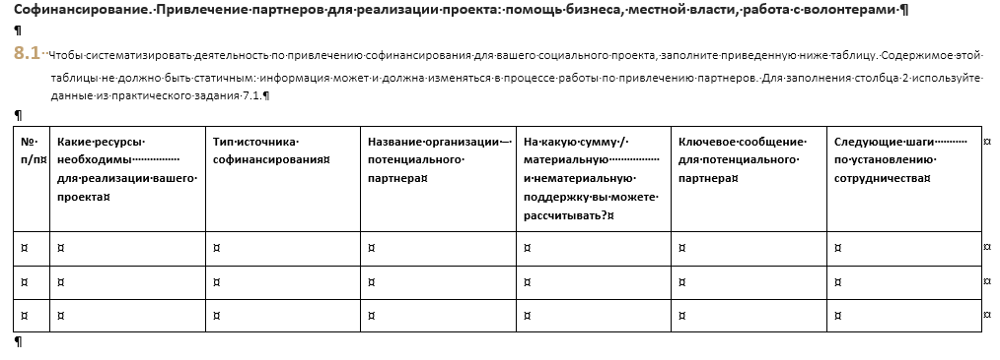 Софинансирование. Привлечение партнеров для реализации проекта: помощь бизнеса, местной власти, работа с волонтерами ¶
¶
8.1 Чтобы систематизировать деятельность по привлечению софинансирования для вашего социального проекта, заполните приведенную ниже таблицу. Содержимое этой
таблицы не должно быть статичным: информация может и должна изменяться в процессе работы по привлечению партнеров. Для заполнения столбца 2 используйте
данные из практического задания 7.1.¶
¶
№
п/п¤
Какие ресурсы
необходимы
для реализации вашего
проекта¤
Тип источника
софинансирования¤
Название организации –
потенциального
партнера¤
На какую сумму /
материальную
и нематериальную
поддержку вы можете
рассчитывать?¤
Ключевое сообщение
для потенциального
партнера¤
Следующие шаги
по установлению
сотрудничества¤
¤
¤ ¤ ¤ ¤ ¤ ¤ ¤ ¤
¤ ¤ ¤ ¤ ¤ ¤ ¤ ¤
¤ ¤ ¤ ¤ ¤ ¤ ¤ ¤
¶